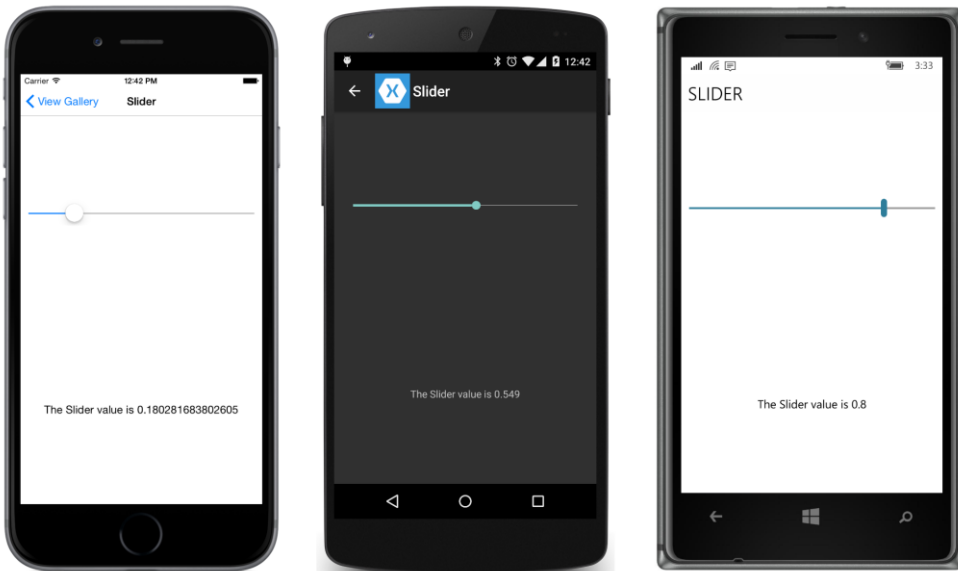 Carrier 12:42 PM
View Gallery Slider
The Slider value is 0.180281683802605
12:42
Slider
The Slider value is 0.549
3:33
SLIDER
The Slider value is 0.8